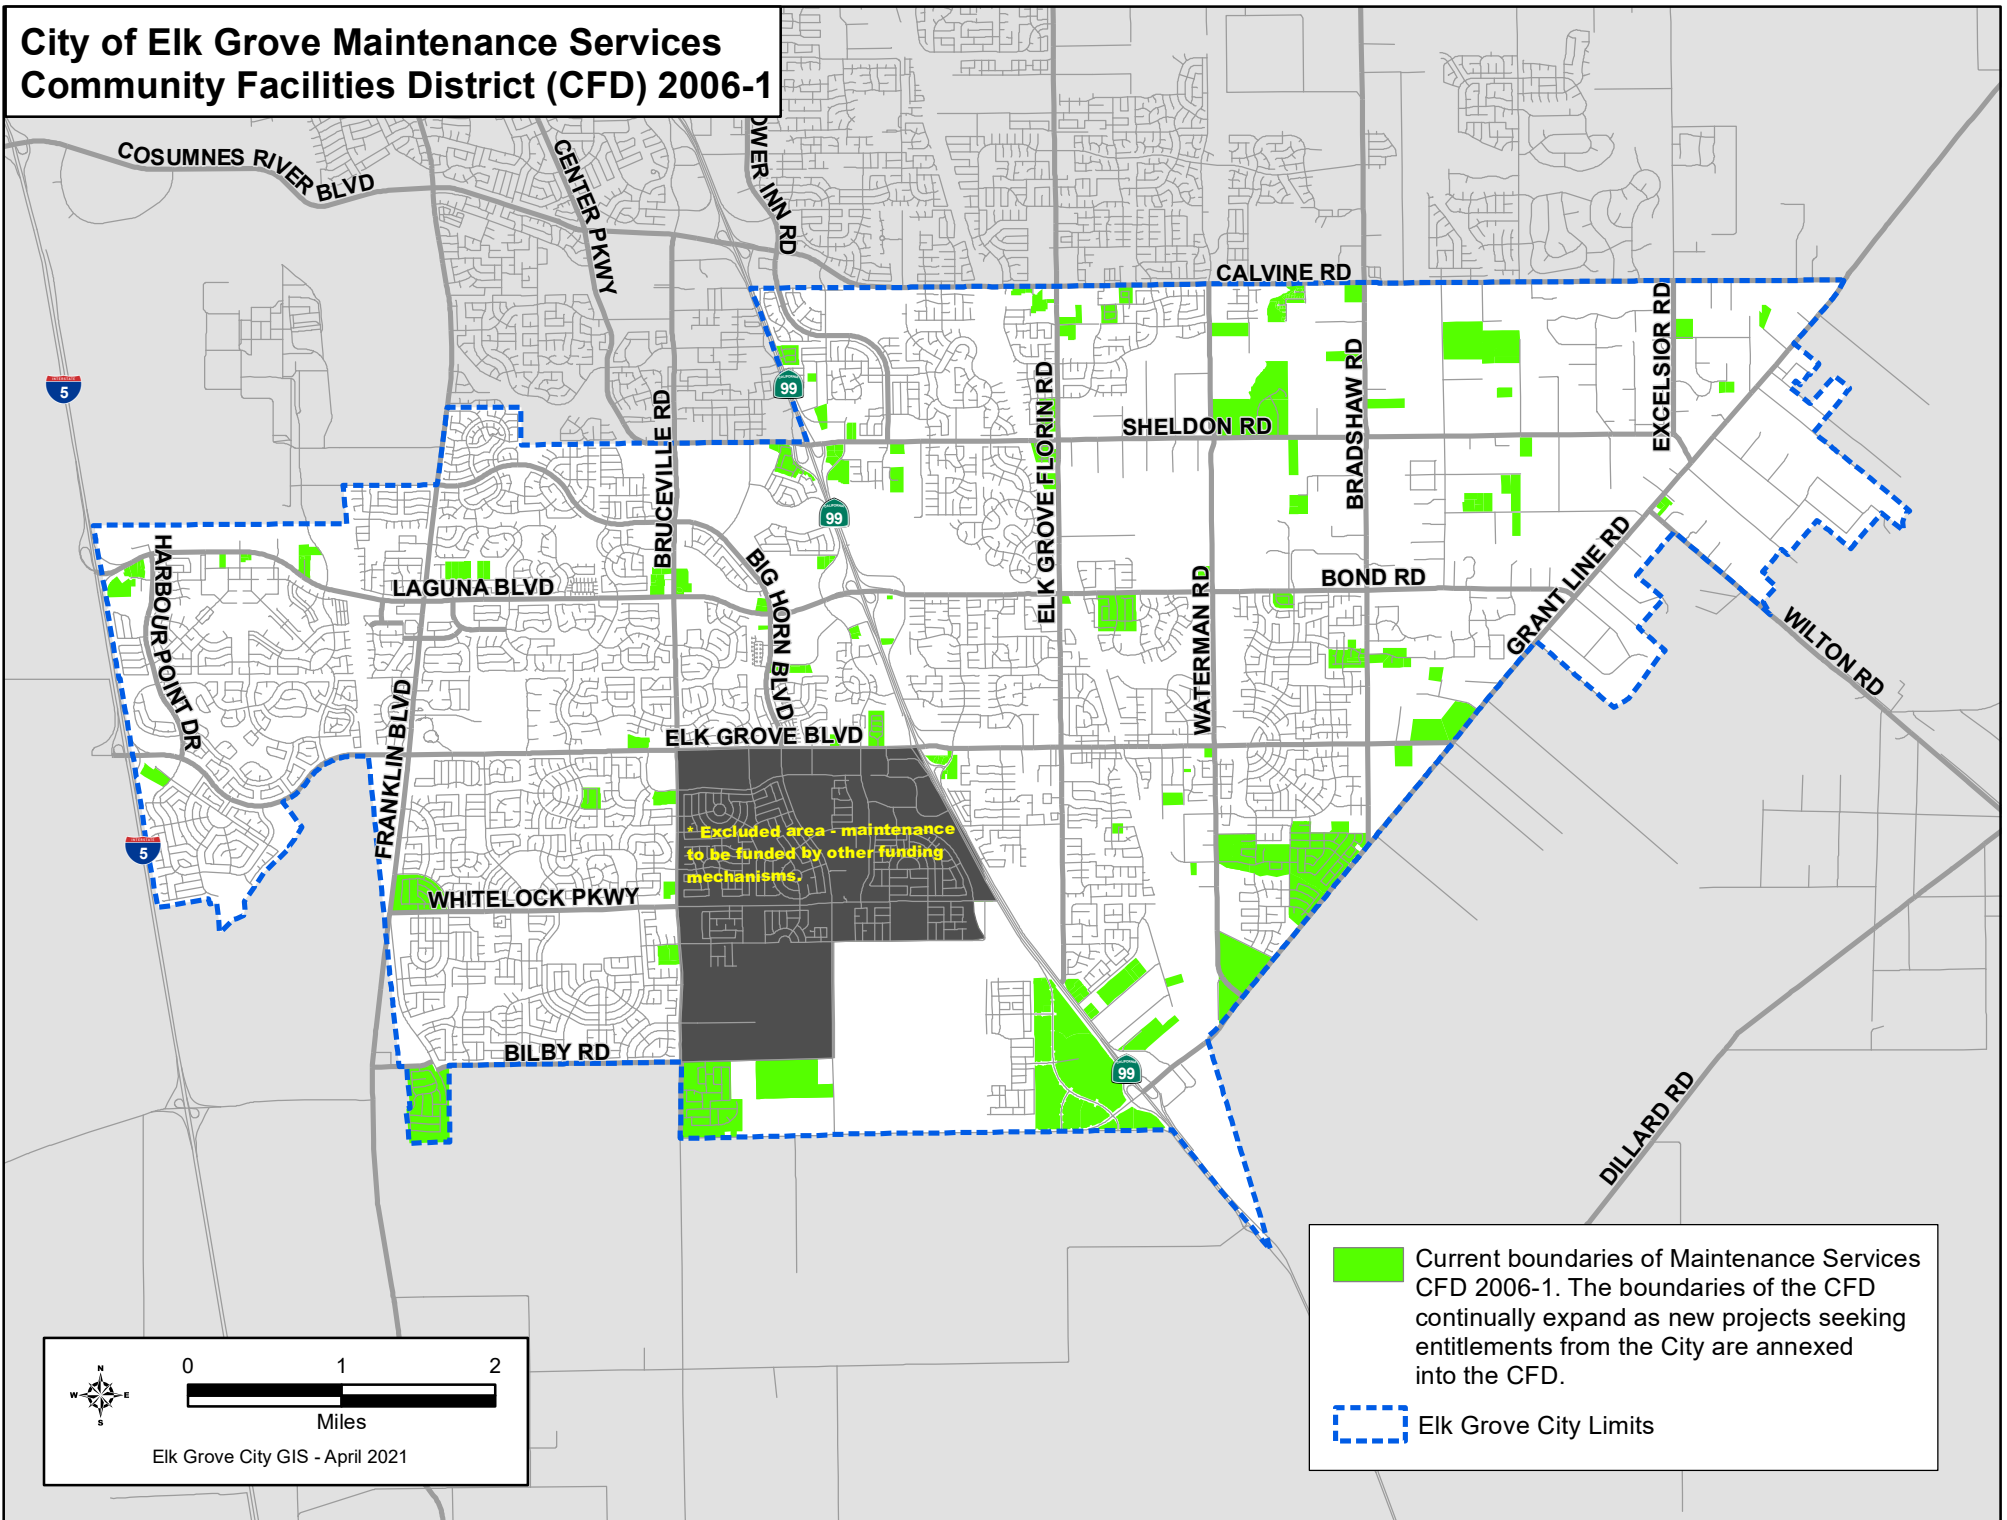 City of Elk Grove Maintenance Services
Community Facilities District (CFD) 2006-1
COSUMNES RIVER BLVD
CENTER PKWY
OWER INN RD
CALVINE RD
EXCELSIOR RD
5
CALIFORNIA
99
BRUCEVILLE RD
ELK GROVE FLORIN RD
BRADSHAW RD
SHELDON RD
CALIFORNIA
99
HARBOUR POINT DR
LAGUNA BLVD
BIG HORN BLVD
WATERMAN RD
BOND RD
GRANT LINE RD
WILTON RD
FRANKLIN BLVD
ELK GROVE BLVD
INTERSTATE
5
* Excluded area - maintenance
to be funded by other funding
mechanisms.
WHITELOCK PKWY
BILBY RD
CALIFORNIA
99
DILLARD RD
Current boundaries of Maintenance Services
CFD 2006-1. The boundaries of the CFD
continually expand as new projects seeking
entitlements from the City are annexed
into the CFD.
Elk Grove City Limits
N
W E
S
0 1 2
Miles
Elk Grove City GIS - April 2021